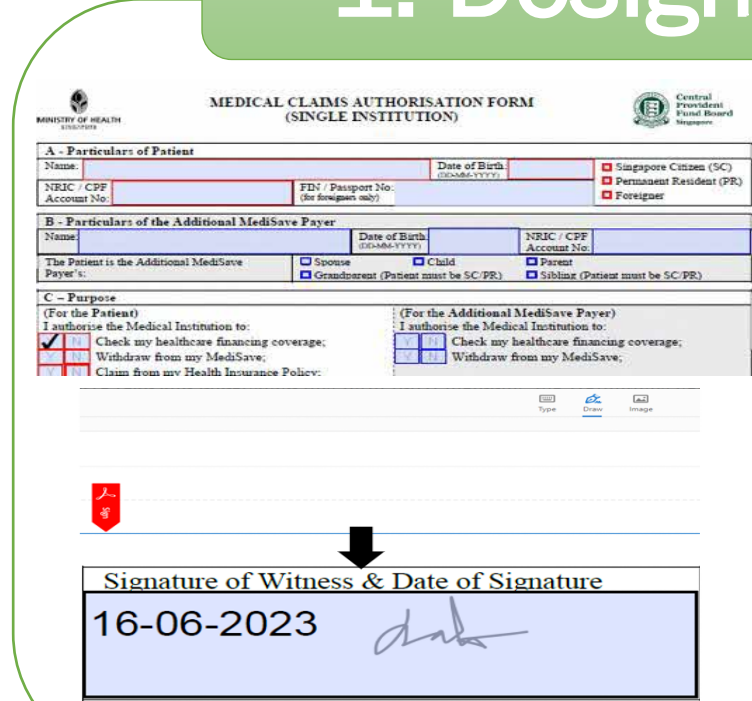 1. Design
MINISTRY OF HEALTH
SINGAPORE
MEDICAL CLAIMS AUTHORISATION FORM
(SINGLE INSTITUTION)
Central
Provident
Fund Board
Singapore
A - Particulars of Patient
Name:
Date of Birth:
(DD-MM-YYYY)
Singapore Citizen (SC)
Permanent Resident (PR)
Foreigner
NRIC / CPF
Account No:
FIN / Passport No:
(for foreigners only)
B - Particulars of the Additional MediSave Payer
Name:
Date of Birth:
(DD-MM-YYYY)
NRIC / CPF
Account No:
The Patient is the Additional MediSave
Payer's:
Spouse
Child
Parent
Grandparent (Patient must be SC/PR)
Sibling (Patient must be SC/PR)
C – Purpose
(For the Patient)
I authorise the Medical Institution to:
N Check my healthcare financing coverage;
Y N Withdraw from my MediSave;
Y N Claim from my Health Insurance Policy;
(For the Additional MediSave Payer)
I authorise the Medical Institution to:
Y N Check my healthcare financing coverage;
Y N Withdraw from my MediSave;
Type
Draw
Image
Signature of Witness & Date of Signature
16-06-2023